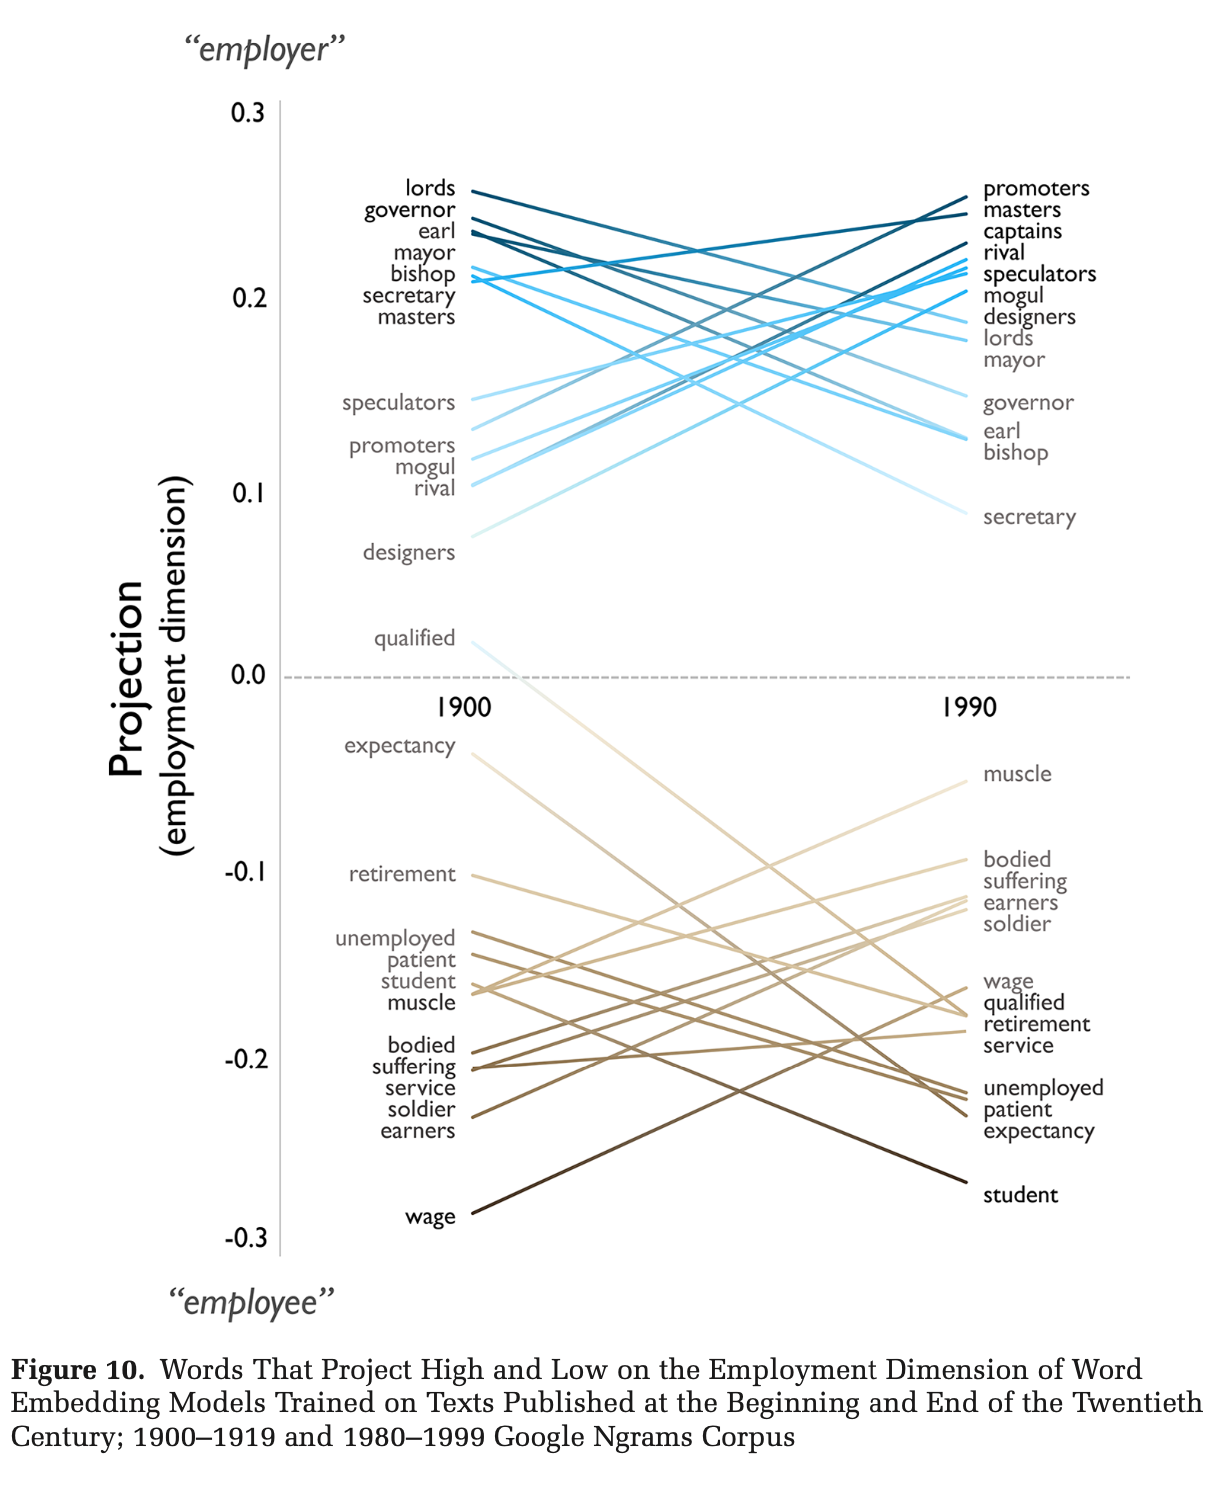 “employer”
0.3
0.2
0.1
0.0
-0.1
-0.2
-0.3
Projection
(employment dimension)
lords
governor
earl
mayor
bishop
secretary
masters
speculators
promoters
mogul
rival
designers
qualified
1900
expectancy
retirement
unemployed
patient
student
muscle
bodied
suffering
service
soldier
earners
wage
promoters
masters
captains
rival
speculators
mogul
designers
lords
mayor
governor
earl
bishop
secretary
1990
muscle
bodied
suffering
earners
soldier
wage
qualified
retirement
service
unemployed
patient
expectancy
student
“employee”
Figure 10. Words That Project High and Low on the Employment Dimension of Word
Embedding Models Trained on Texts Published at the Beginning and End of the Twentieth
Century; 1900–1919 and 1980–1999 Google Ngrams Corpus